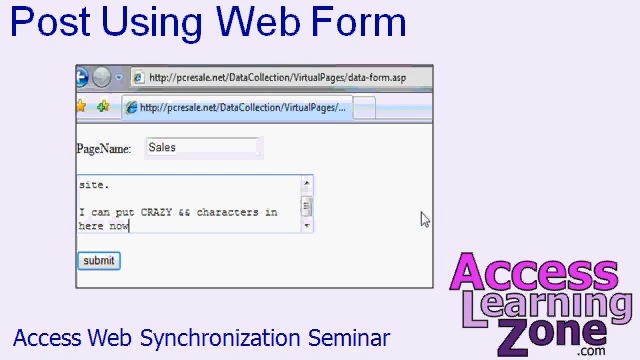 Post Using Web Form
http://pcresale.net/DataCollection/VirtualPages/data-form.asp
http://pcresale.net/DataCollection/VirtualPages/...
PageName: Sales
site.
I can put CRAZY && characters in
here now
submit
Access
Learning
Zone.com
Access Web Synchronization Seminar